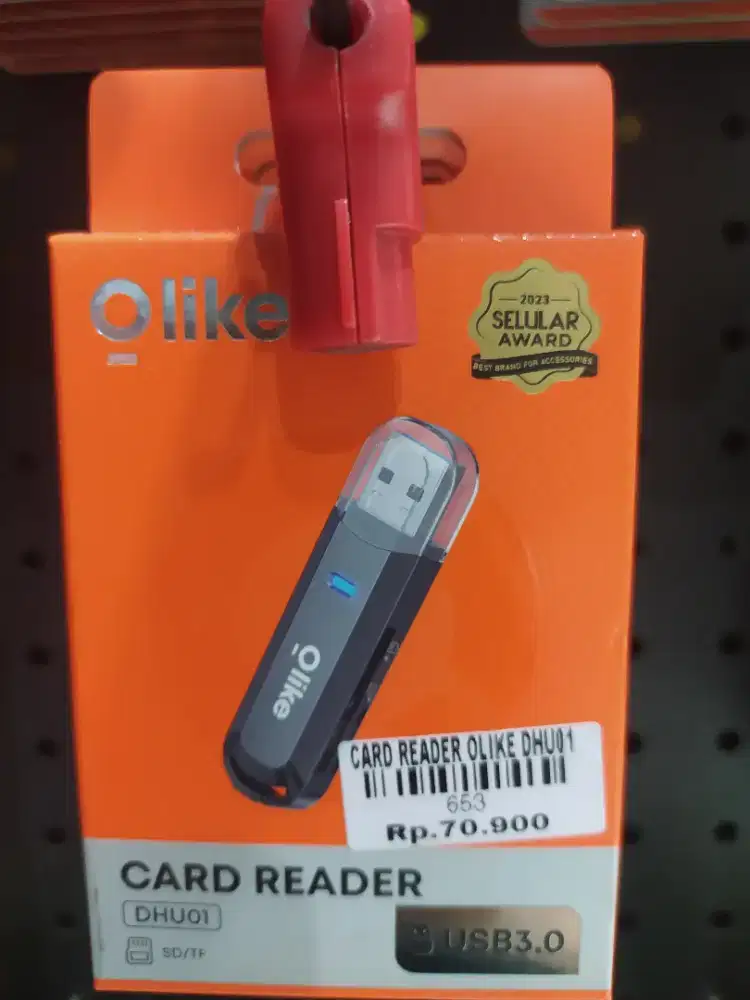 Olike
2023
SELULAR
AWARD
BEST BRAND FOR ACCESSORIES
Olike
CARD READER OLIKE DHU01
653
Rp.70.900
CARD READER
DHU01
SD/TF
USB3.0